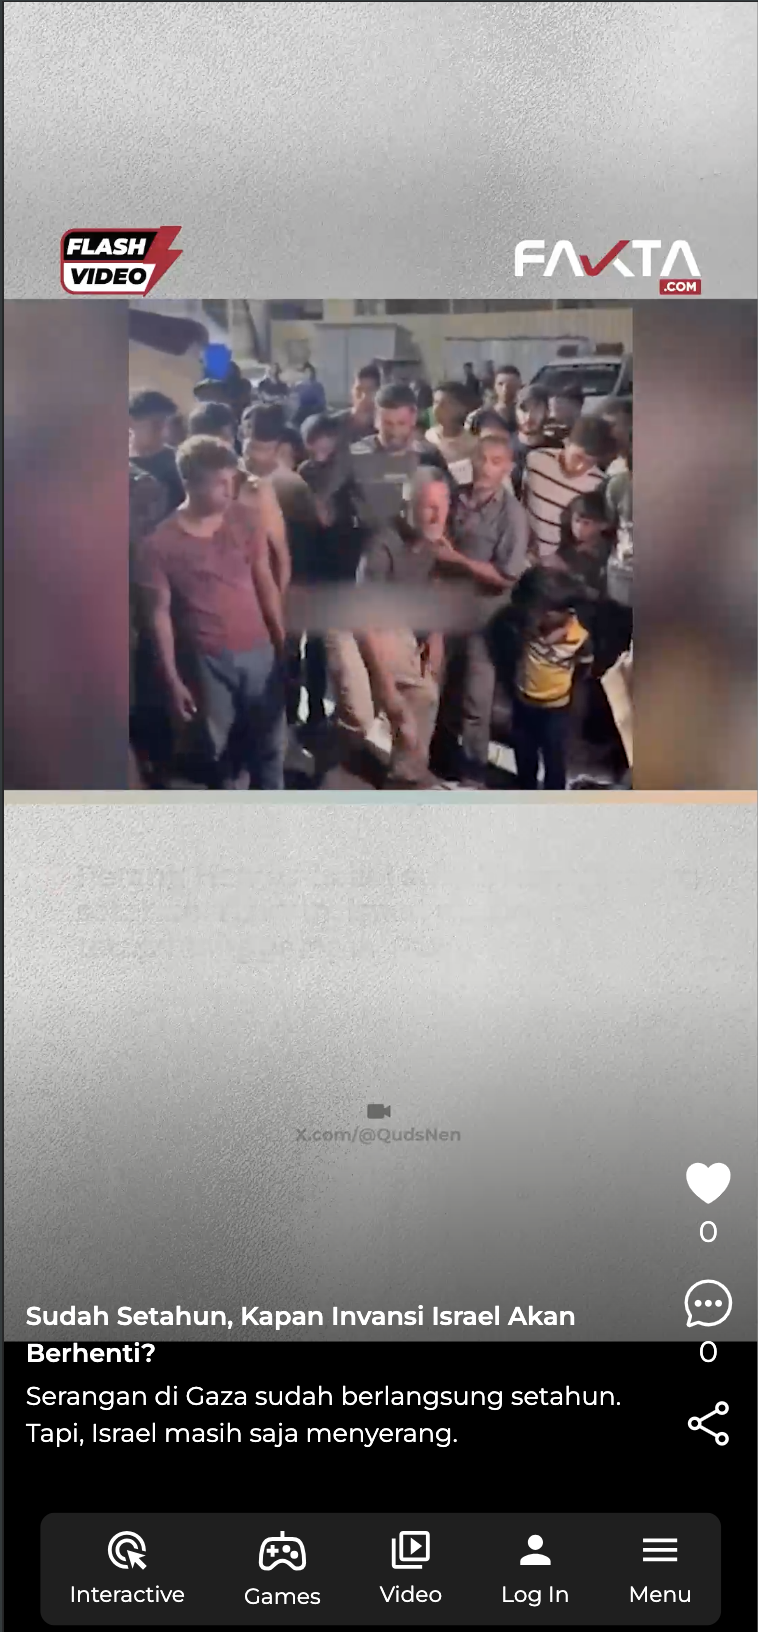 FLASH
VIDEO
FAKTA
.COM
X.com/@QudsNen
0
0
Sudah Setahun, Kapan Invansi Israel Akan
Berhenti?
Serangan di Gaza sudah berlangsung setahun.
Tapi, Israel masih saja menyerang.
Interactive Games Video Log In Menu